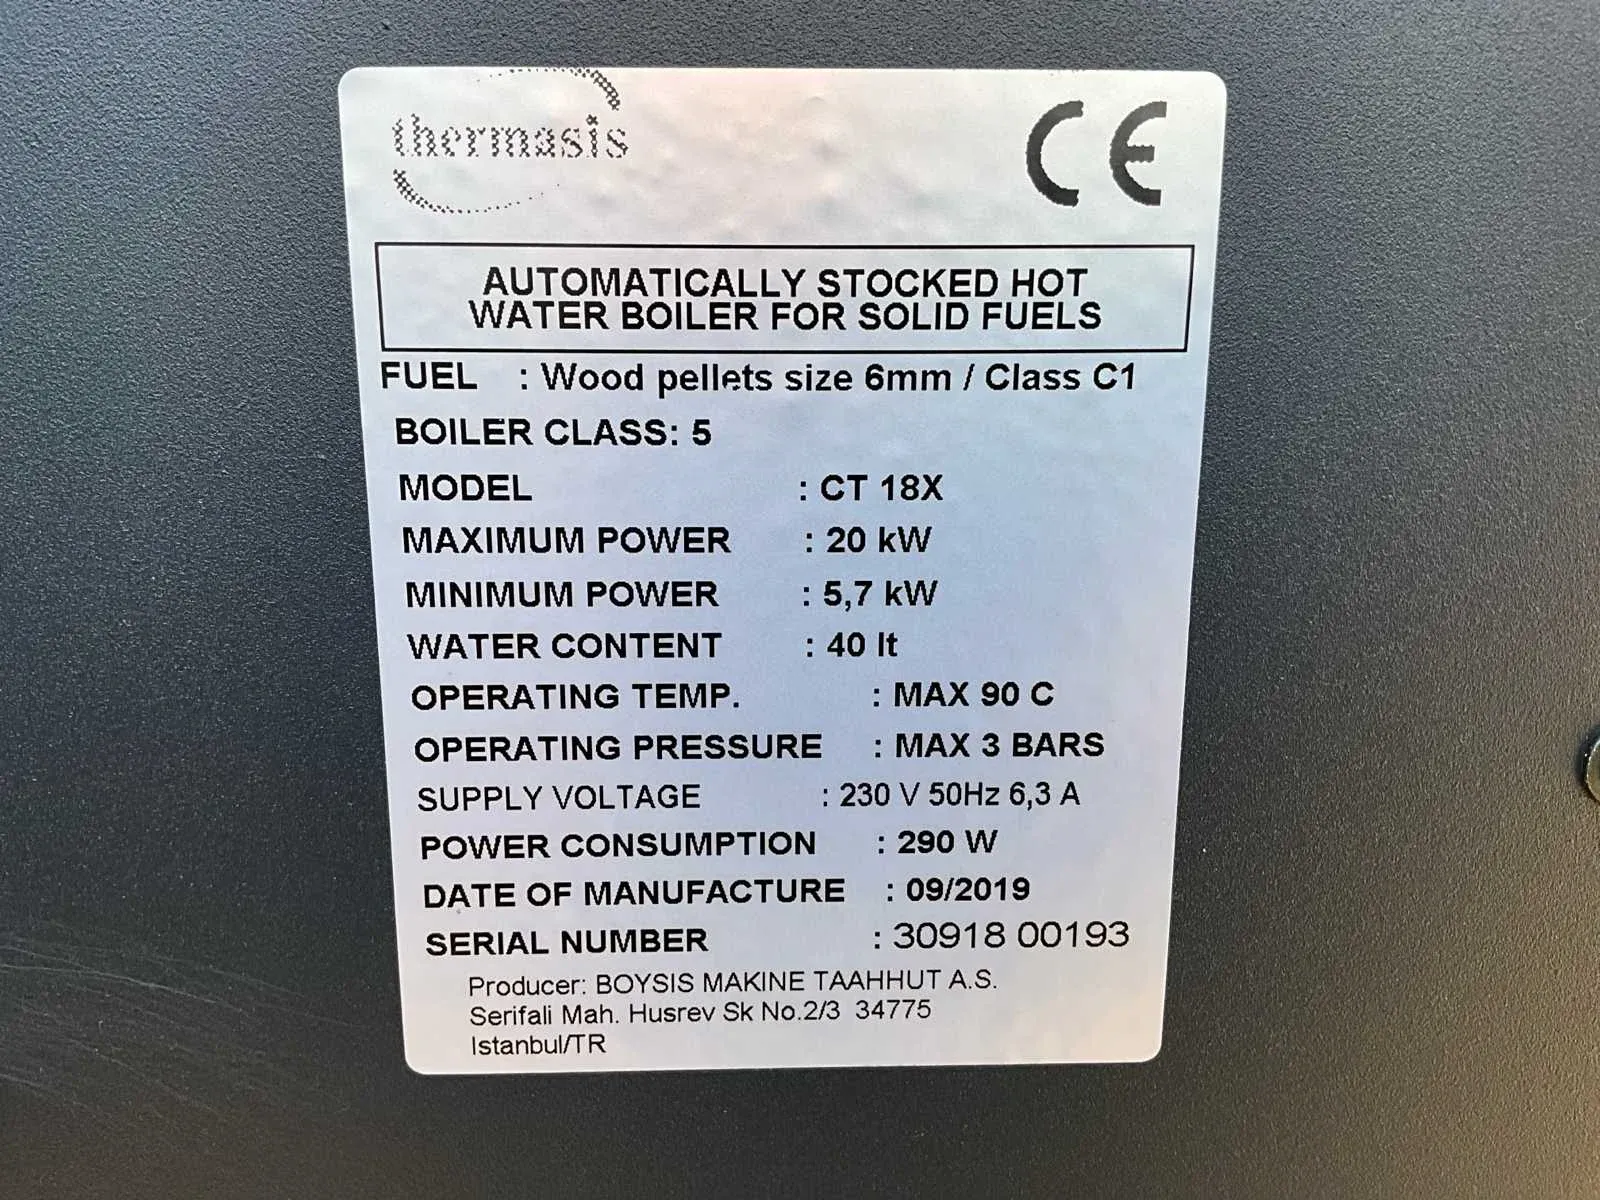 thermasis
CE
AUTOMATICALLY STOCKED HOT
WATER BOILER FOR SOLID FUELS
FUEL : Wood pellets size 6mm / Class C1
BOILER CLASS: 5
MODEL : CT 18X
MAXIMUM POWER : 20 kW
MINIMUM POWER : 5,7 kW
WATER CONTENT : 40 lt
OPERATING TEMP. : MAX 90 C
OPERATING PRESSURE : MAX 3 BARS
SUPPLY VOLTAGE : 230 V 50Hz 6,3 A
POWER CONSUMPTION : 290 W
DATE OF MANUFACTURE : 09/2019
SERIAL NUMBER : 30918 00193
Producer: BOYSIS MAKINE TAAHHUT A.S.
Serifali Mah. Husrev Sk No.2/3 34775
Istanbul/TR